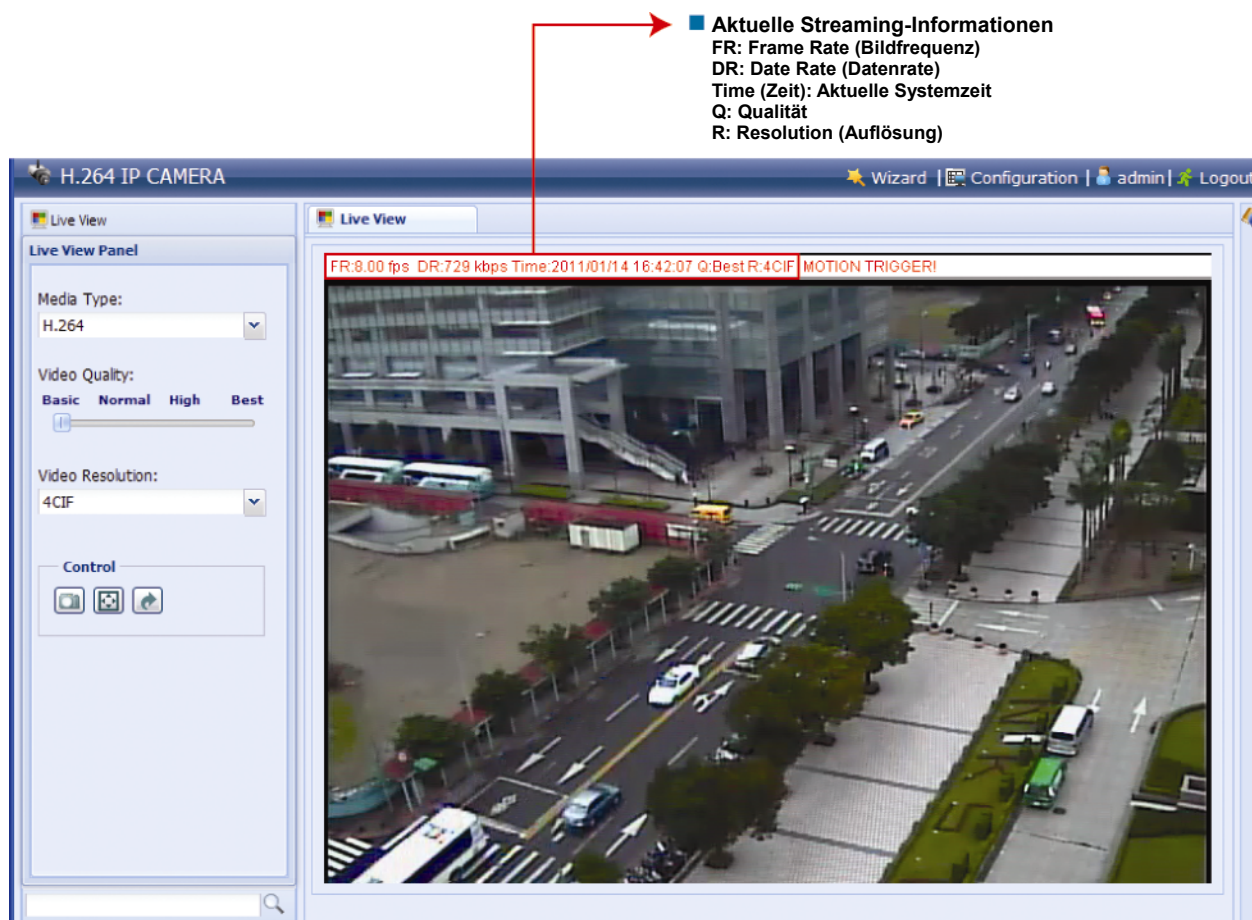 Aktuelle Streaming-Informationen
FR: Frame Rate (Bildfrequenz)
DR: Date Rate (Datenrate)
Time (Zeit): Aktuelle Systemzeit
Q: Qualität
R: Resolution (Auflösung)
H.264 IP CAMERA
Wizard | Configuration | admin | Logout
Live View
Live View Panel
Media Type:
H.264
Video Quality:
Basic Normal High Best
Video Resolution:
4CIF
Control
Live View
FR:8.00 fps DR:729 kbps Time:2011/01/14 16:42:07 Q:Best R:4CIF MOTION TRIGGER!